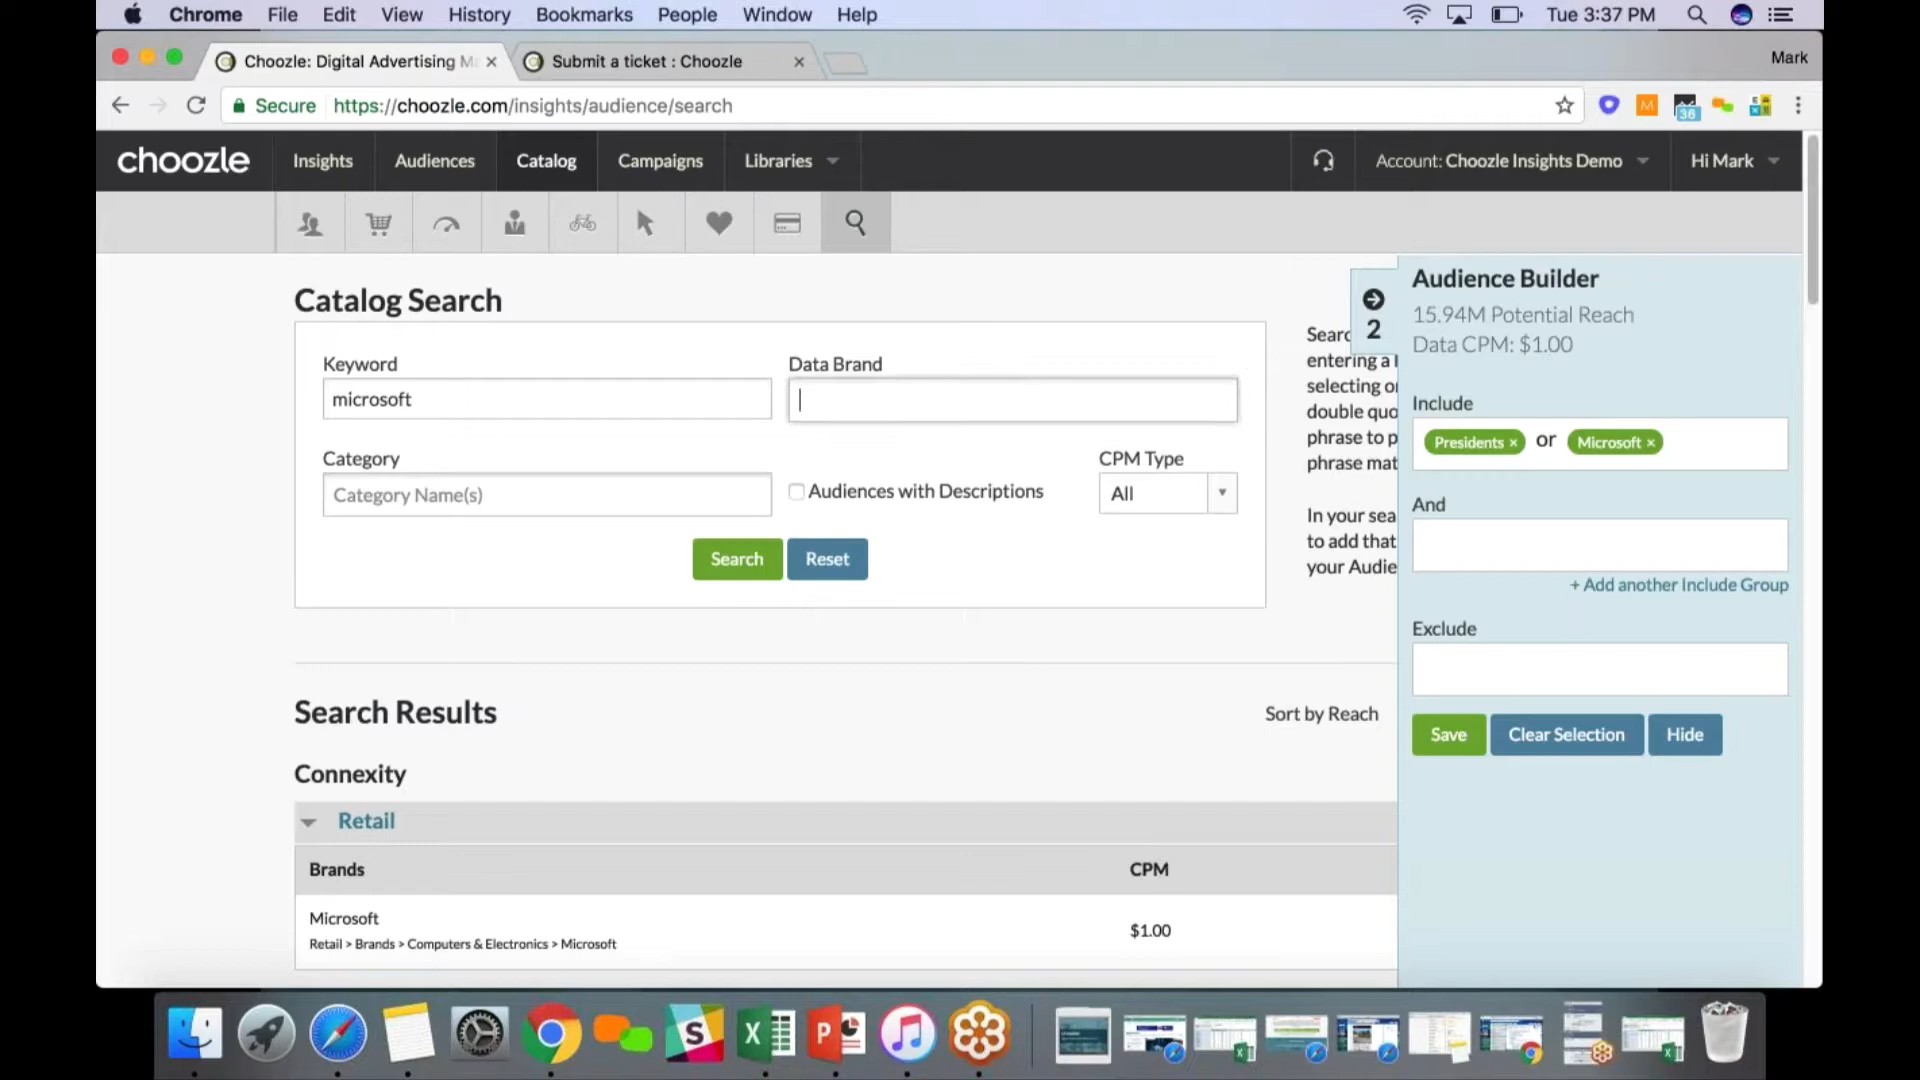 Chrome File Edit View History Bookmarks People Window Help Tue 3:37 PM
Choozle: Digital Advertising Ma Submit a ticket : Choozle Mark
Secure https://choozle.com/insights/audience/search
36
choozle Insights Audiences Catalog Campaigns Libraries Account: Choozle Insights Demo Hi Mark
Catalog Search
Keyword
microsoft
Data Brand
Category
Category Name(s)
Audiences with Descriptions
CPM Type
All
Search Reset
Searc
entering a
selecting or
double quo
phrase to p
phrase mat
In your sea
to add that
your Audie
2
Audience Builder
15.94M Potential Reach
Data CPM: $1.00
Include
Presidents × or Microsoft ×
And
+ Add another Include Group
Exclude
Save Clear Selection Hide
Search Results
Sort by Reach
Connexity
Retail
Brands CPM
Microsoft
Retail > Brands > Computers & Electronics > Microsoft
$1.00